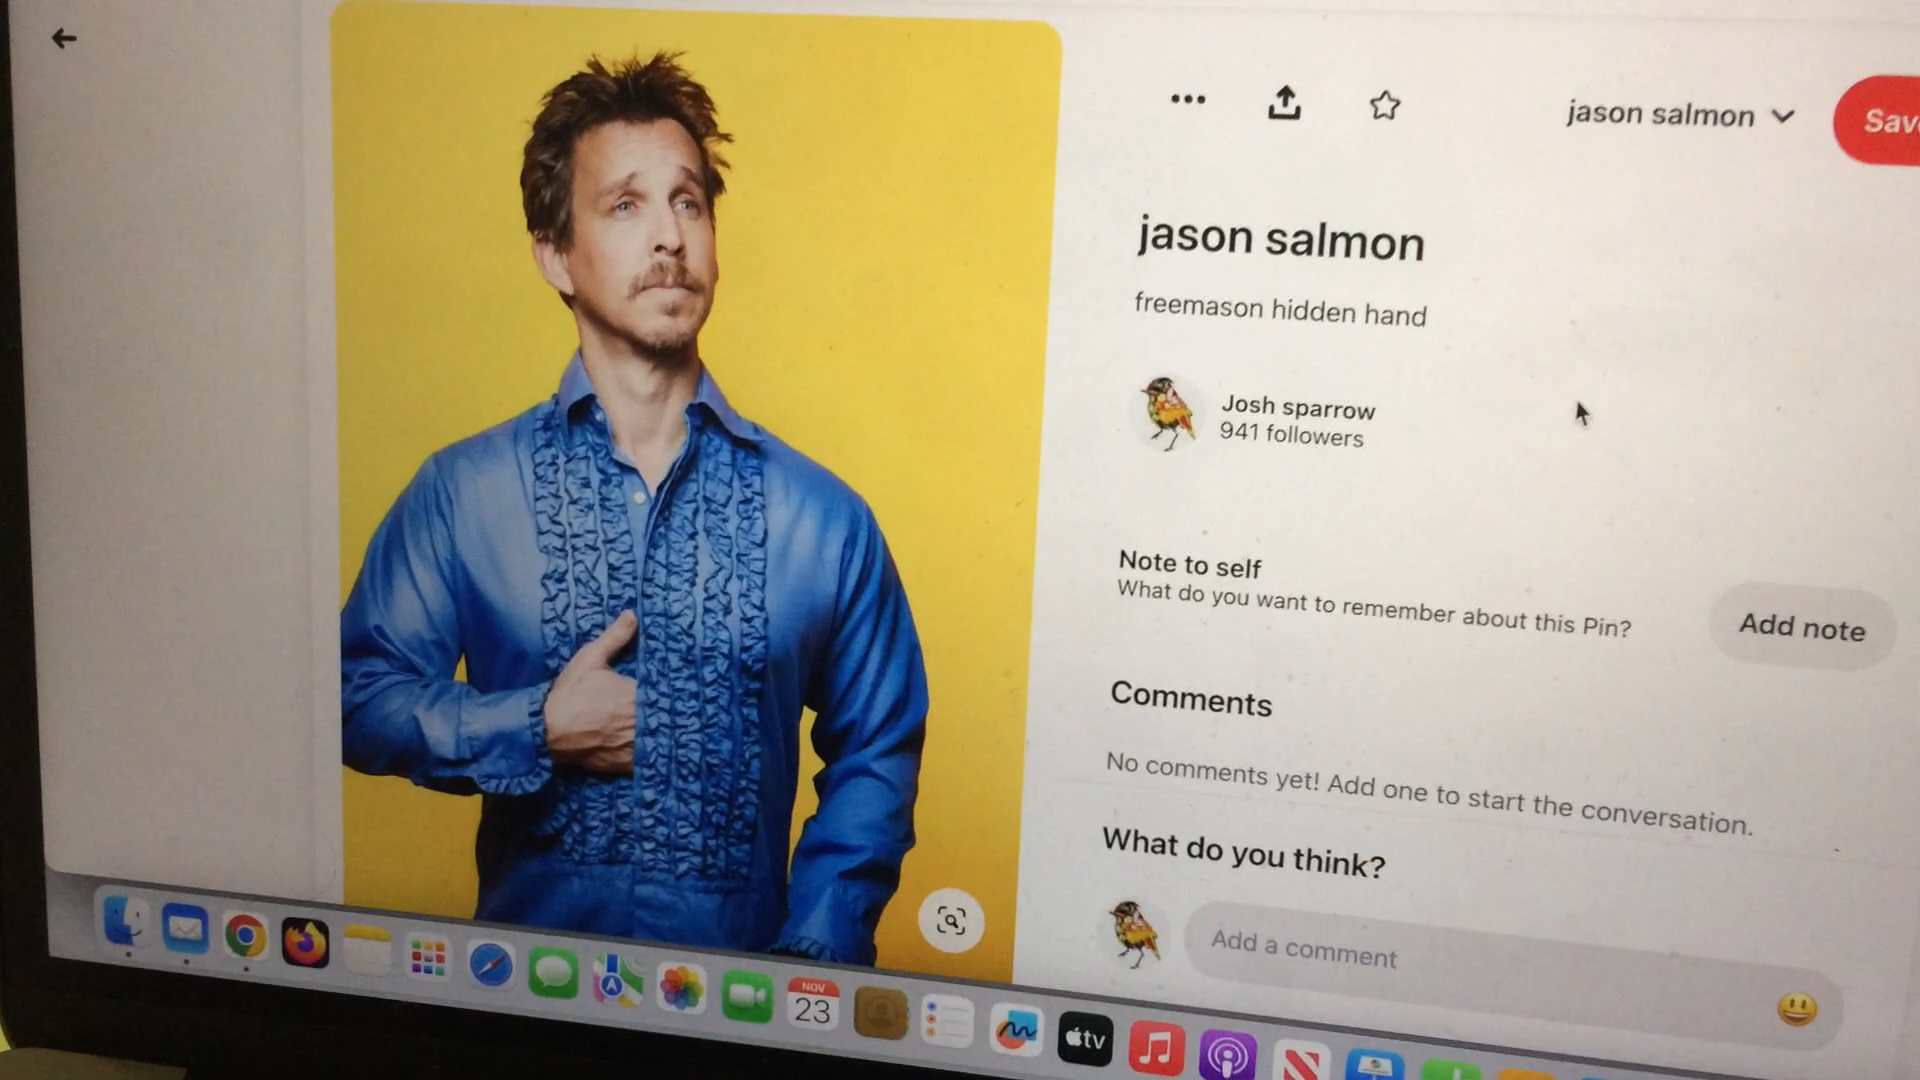 jason salmon
jason salmon
freemason hidden hand
Josh sparrow
941 followers
Note to self
What do you want to remember about this Pin?
Add note
Comments
No comments yet! Add one to start the conversation.
What do you think?
Add a comment
NOV
23
tv